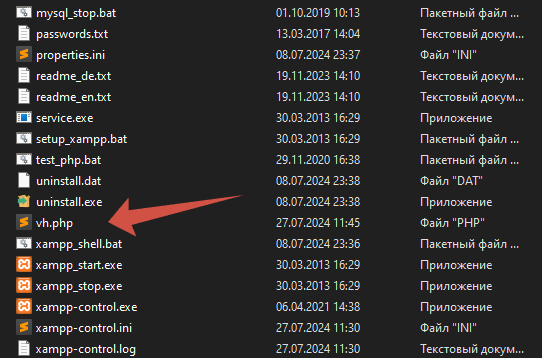 mysql_stop.bat 01.10.2019 10:13 Пакетный файл ...
passwords.txt 13.03.2017 14:04 Текстовый докум...
properties.ini 08.07.2024 23:37 Файл "INI"
readme_de.txt 19.11.2023 14:10 Текстовый докум...
readme_en.txt 19.11.2023 14:10 Текстовый докум...
service.exe 30.03.2013 16:29 Приложение
setup_xampp.bat 30.03.2013 16:29 Пакетный файл ...
test_php.bat 29.11.2020 16:38 Пакетный файл ...
uninstall.dat 08.07.2024 23:38 Файл "DAT"
uninstall.exe 08.07.2024 23:38 Приложение
vh.php 27.07.2024 11:45 Файл "PHP"
xampp_shell.bat 08.07.2024 23:36 Пакетный файл ...
xampp_start.exe 30.03.2013 16:29 Приложение
xampp_stop.exe 30.03.2013 16:29 Приложение
xampp-control.exe 06.04.2021 14:38 Приложение
xampp-control.ini 27.07.2024 11:30 Файл "INI"
xampp-control.log 27.07.2024 11:30 Текстовый докум...